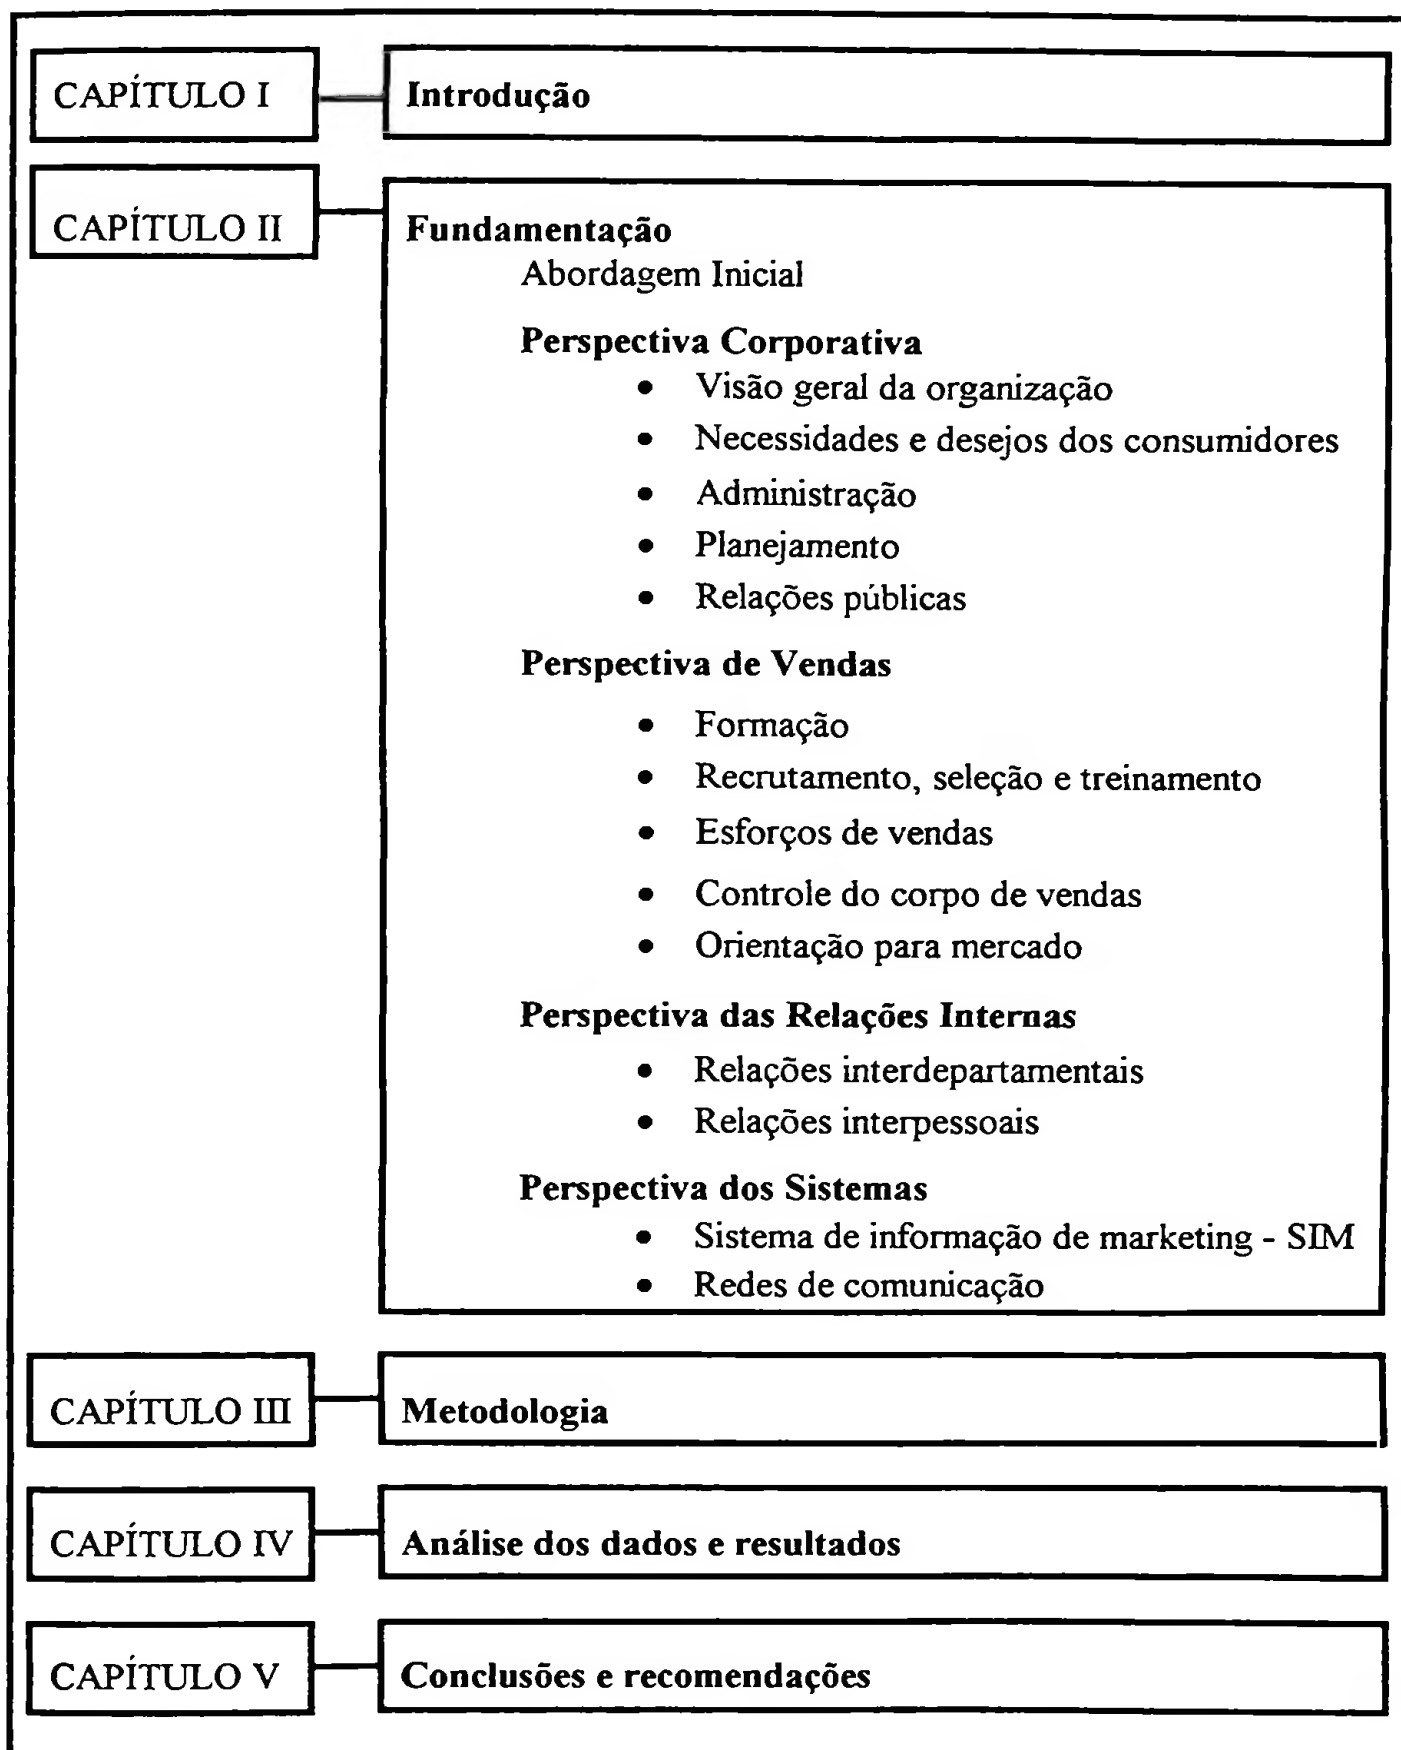 CAPÍTULO I
Introdução
CAPÍTULO II
Fundamentação
Abordagem Inicial
Perspectiva Corporativa
• Visão geral da organização
• Necessidades e desejos dos consumidores
• Administração
• Planejamento
• Relações públicas
Perspectiva de Vendas
• Formação
• Recrutamento, seleção e treinamento
• Esforços de vendas
• Controle do corpo de vendas
• Orientação para mercado
Perspectiva das Relações Internas
• Relações interdepartamentais
• Relações interpessoais
Perspectiva dos Sistemas
• Sistema de informação de marketing - SIM
• Redes de comunicação
CAPÍTULO III
Metodologia
CAPÍTULO IV
Análise dos dados e resultados
CAPÍTULO V
Conclusões e recomendações